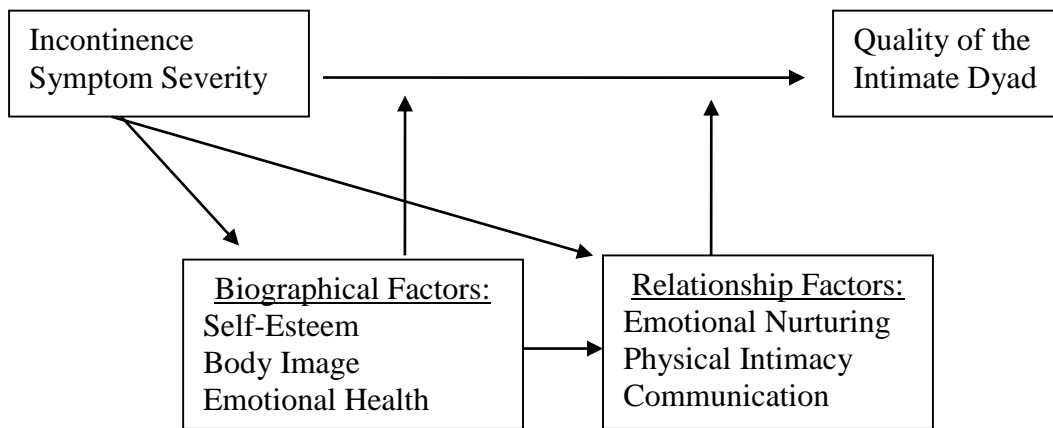 Incontinence
Symptom Severity
Quality of the
Intimate Dyad
Biographical Factors:
Self-Esteem
Body Image
Emotional Health
Relationship Factors:
Emotional Nurturing
Physical Intimacy
Communication